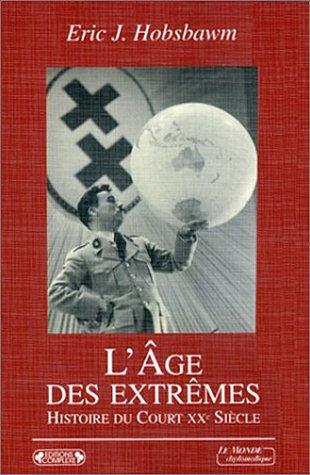 Eric J. Hobsbawm
L'ÂGE
DES EXTRÊMES
HISTOIRE DU COURT XXe SIÈCLE
EDITIONS
COMPLEXE
LE MONDE
diplomatique